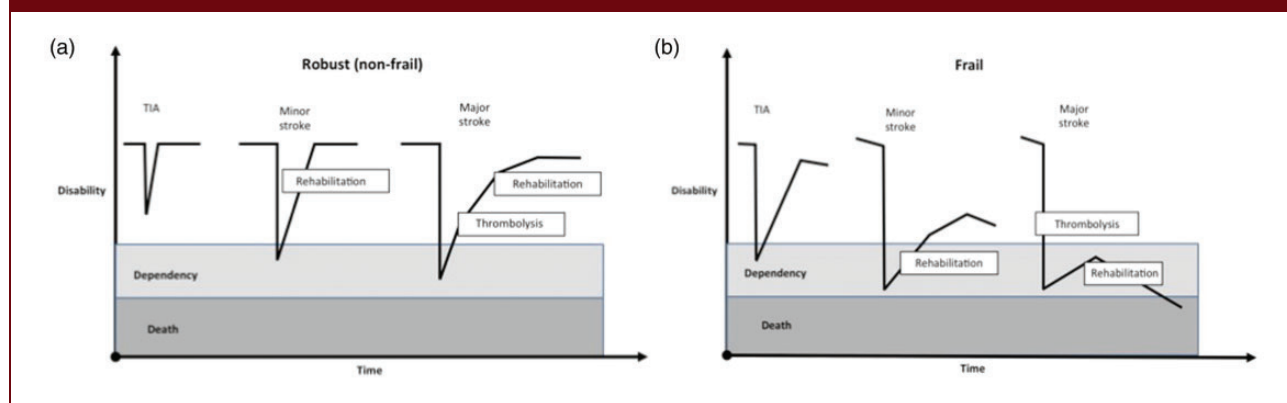 (a)
Robust (non-frail)
TIA
Minor
stroke
Major
stroke
Rehabilitation
Rehabilitation
Thrombolysis
Disability
Dependency
Death
Time
(b)
Frail
TIA
Minor
stroke
Major
stroke
Disability
Thrombolysis
Rehabilitation
Rehabilitation
Dependency
Death
Time